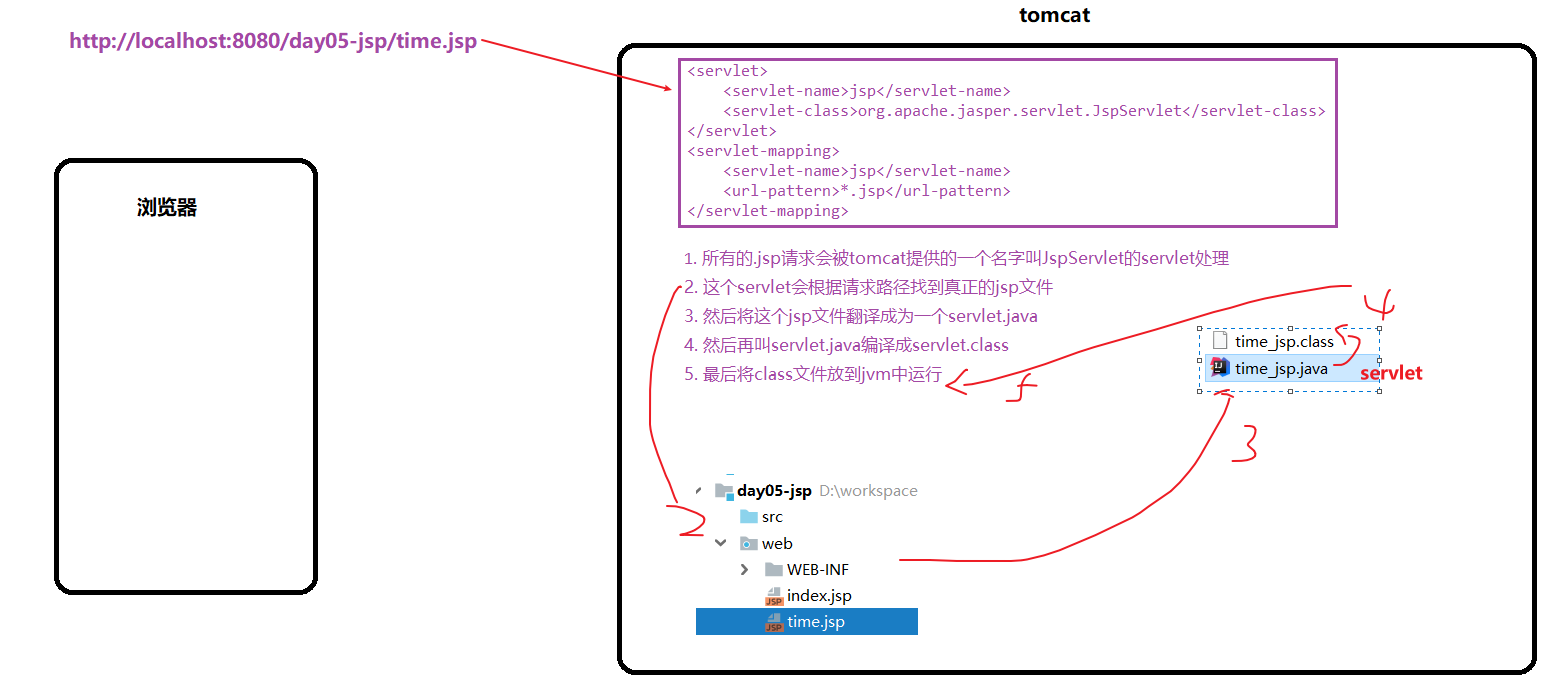 tomcat
http://localhost:8080/day05-jsp/time.jsp
<servlet>
<servlet-name>jsp</servlet-name>
<servlet-class>org.apache.jasper.servlet.JspServlet</servlet-class>
</servlet>
<servlet-mapping>
<servlet-name>jsp</servlet-name>
<url-pattern>*.jsp</url-pattern>
</servlet-mapping>
浏览器
1. 所有的.jsp请求会被tomcat提供的一个名字叫JspServlet的servlet处理
2. 这个servlet会根据请求路径找到真正的jsp文件
3. 然后将这个jsp文件翻译成为一个servlet.java
4. 然后再叫servlet.java编译成servlet.class
5. 最后将class文件放到jvm中运行
4
time_jsp.class
time_jsp.java
servlet
3
2
day05-jsp D:\workspace
src
web
WEB-INF
JSP index.jsp
JSP time.jsp